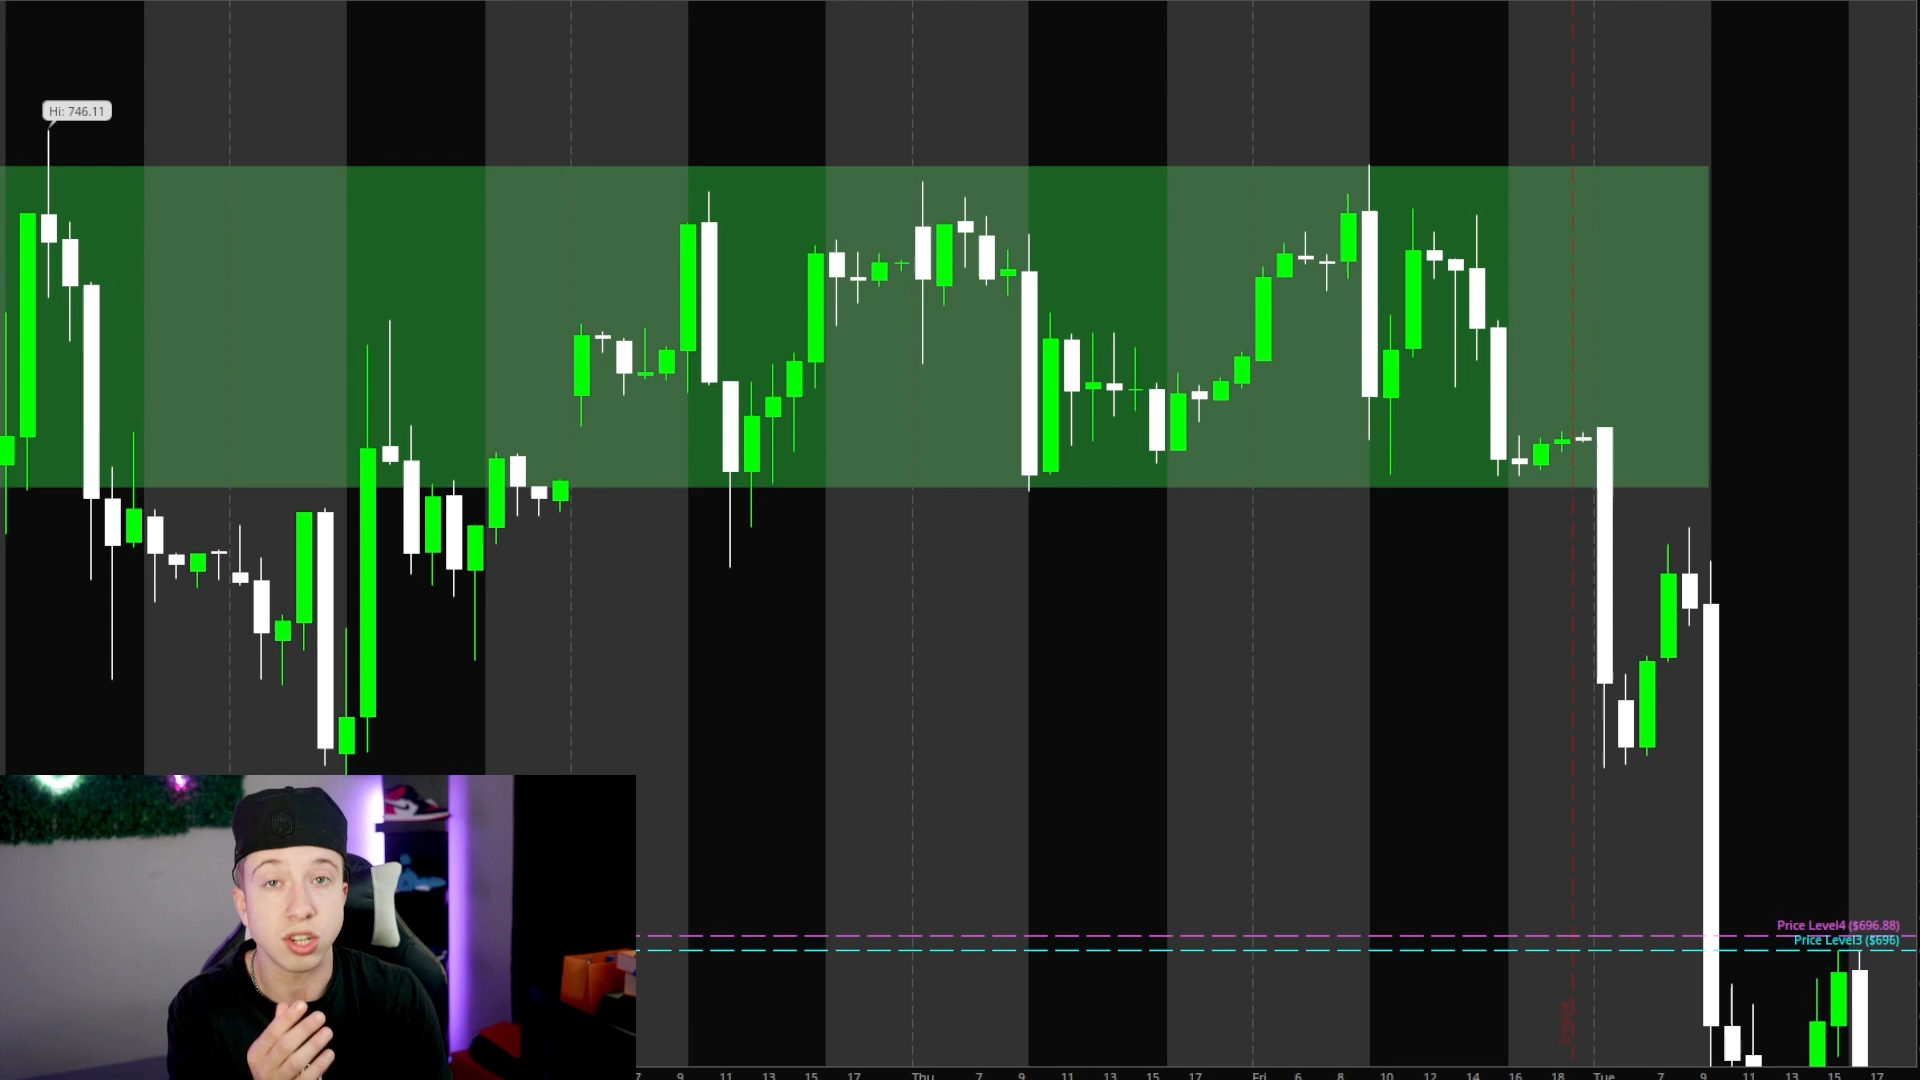 Hi: 746.11
Price Level4 ($696.88)
Price Level3 ($696)
7 9 11 13 15 17 Thu 7 9 11 13 15 17 Fri 6 8 10 12 14 16 18 Tue 7 9 11 13 15 17